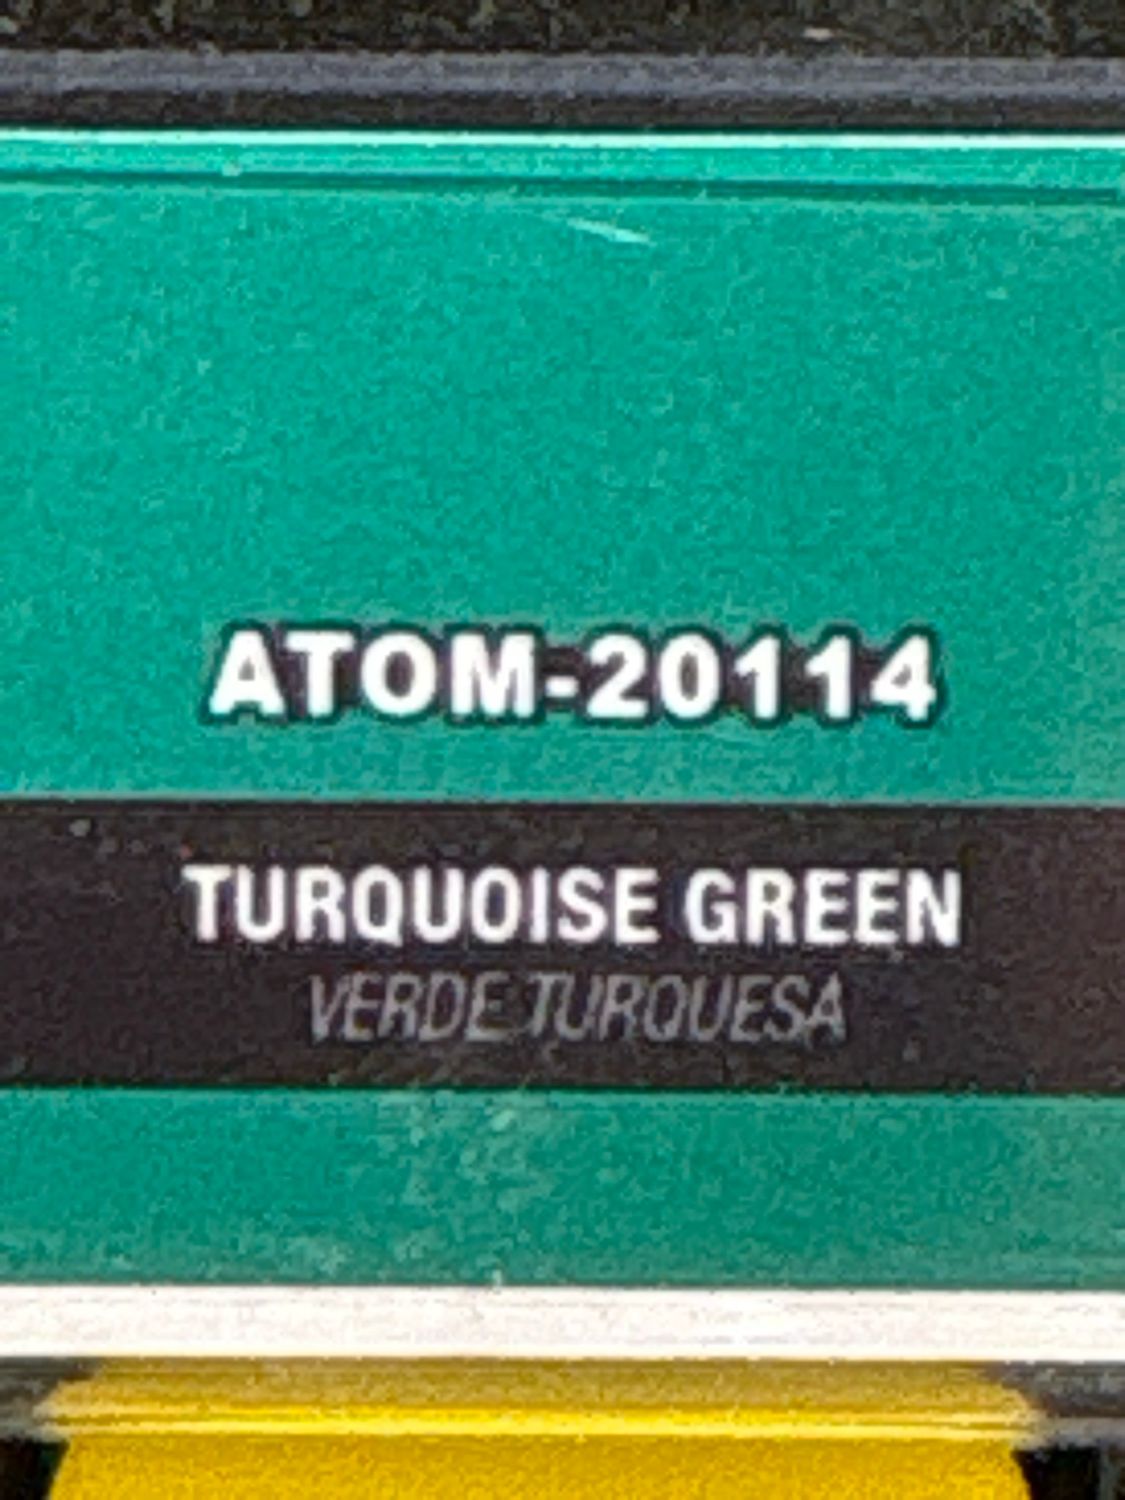 ATOM-20114
TURQUOISE GREEN
VERDE TURQUESA